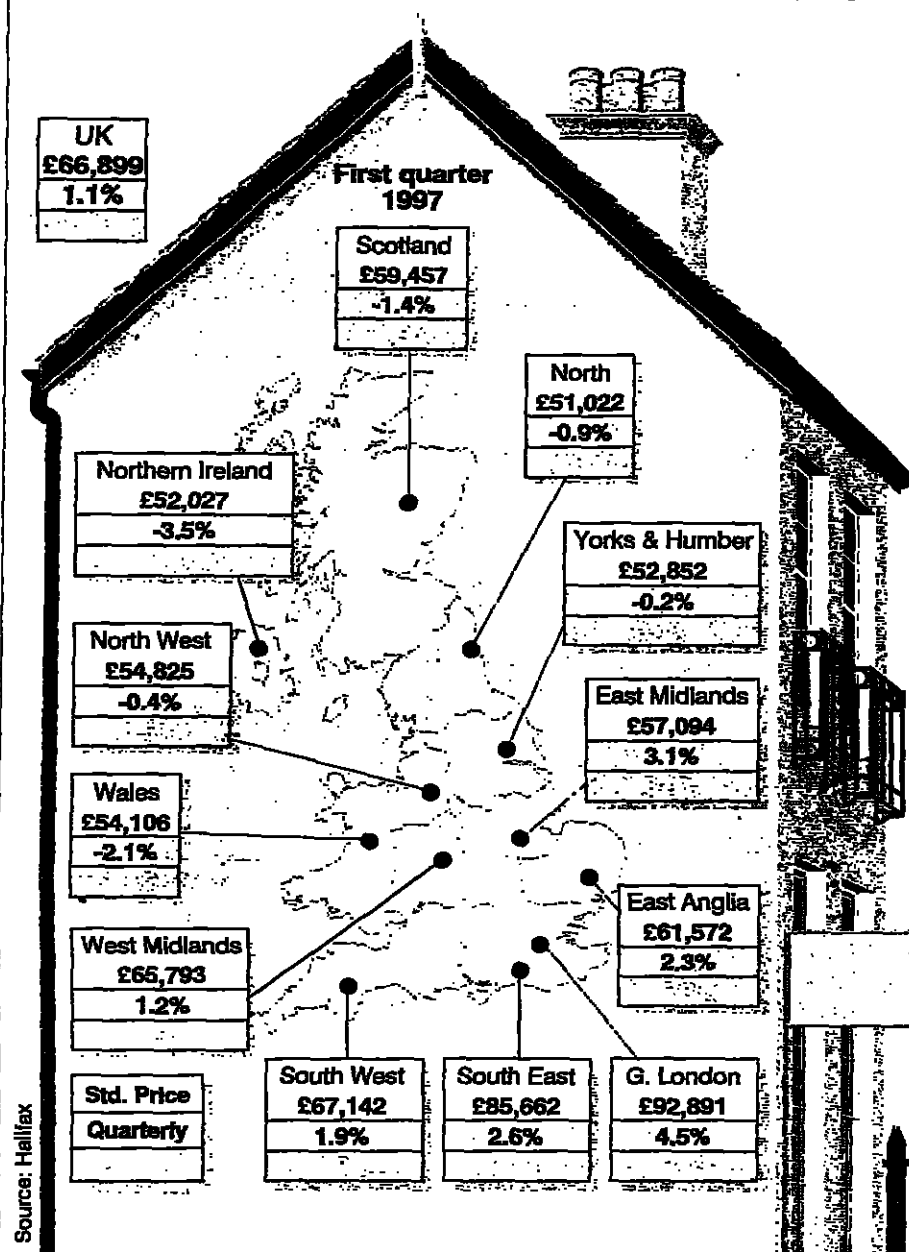 UK
£66,899
1.1%
First quarter
1997
Scotland
£59,457
-1.4%
North
£51,022
-0.9%
Northern Ireland
£52,027
-3.5%
Yorks & Humber
£52,852
-0.2%
North West
£54,825
-0.4%
East Midlands
£57,094
3.1%
Wales
£54,106
-2.1%
East Anglia
£61,572
2.3%
West Midlands
£65,793
1.2%
South West
£67,142
1.9%
South East
£85,662
2.6%
G. London
£92,891
4.5%
Std. Price
Quarterly
Source: Halifax